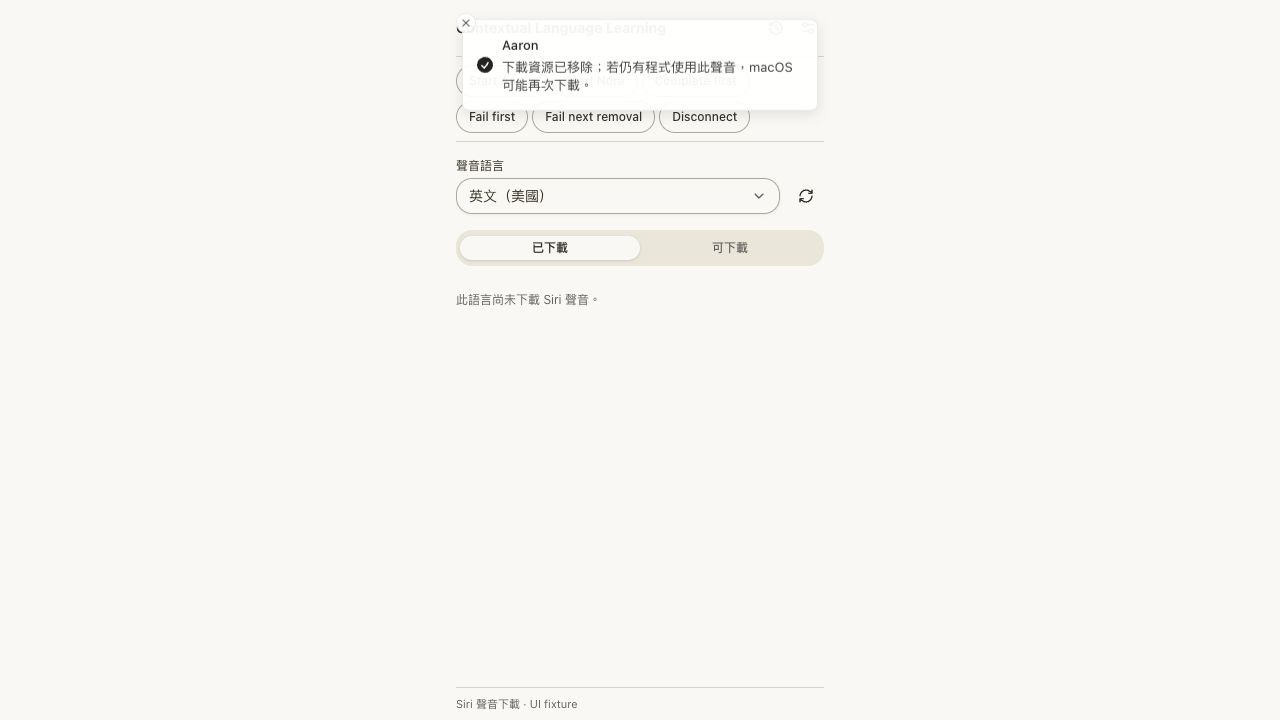 Contextual Language Learning
Aaron
下載資源已移除；若仍有程式使用此聲音，macOS
可能再次下載。
Fail first
Fail next removal
Disconnect
聲音語言
英文（美國）
已下載
可下載
此語言尚未下載 Siri 聲音。
Siri 聲音下載 · UI fixture